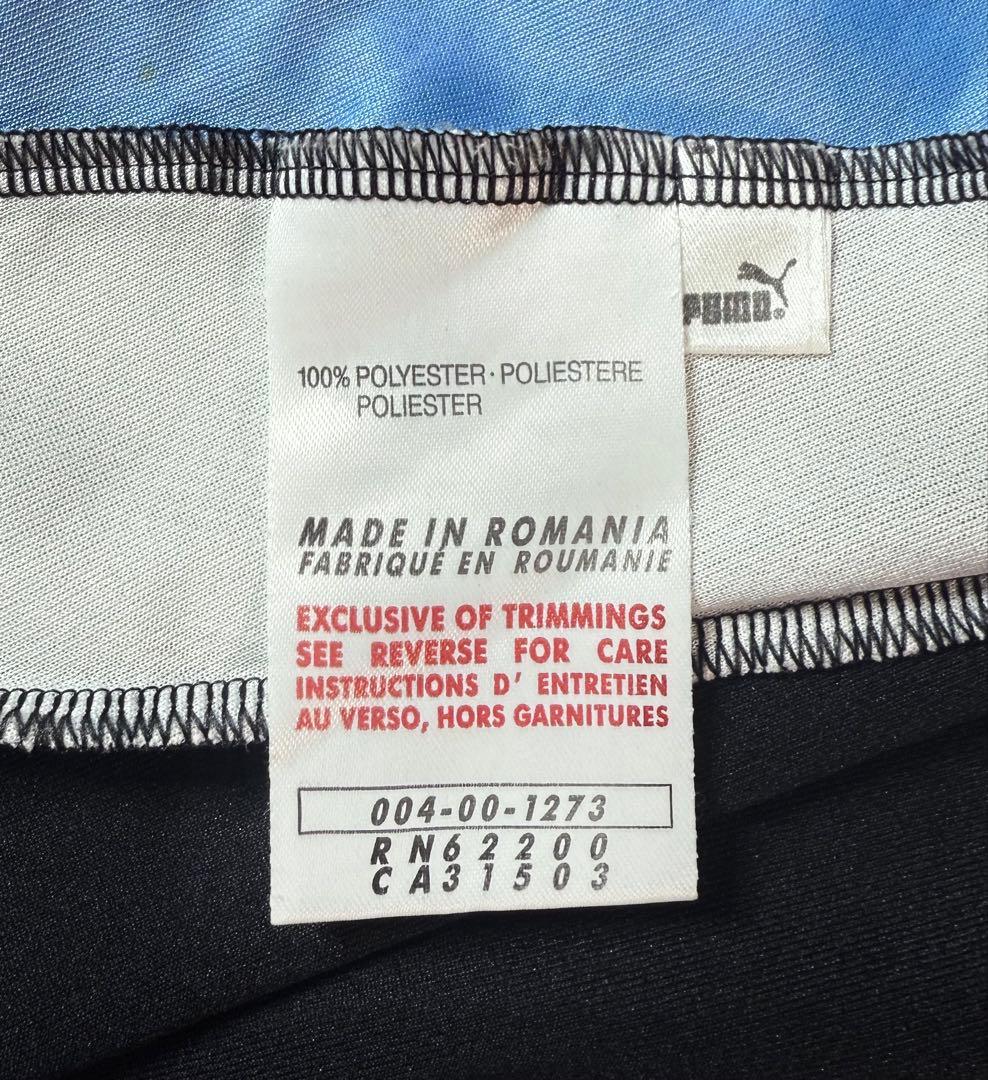 PUMA®
100% POLYESTER · POLIESTERE
POLIESTER
MADE IN ROMANIA
FABRIQUÉ EN ROUMANIE
EXCLUSIVE OF TRIMMINGS
SEE REVERSE FOR CARE
INSTRUCTIONS D' ENTRETIEN
AU VERSO, HORS GARNITURES
004-00-1273
RN62200
CA31503